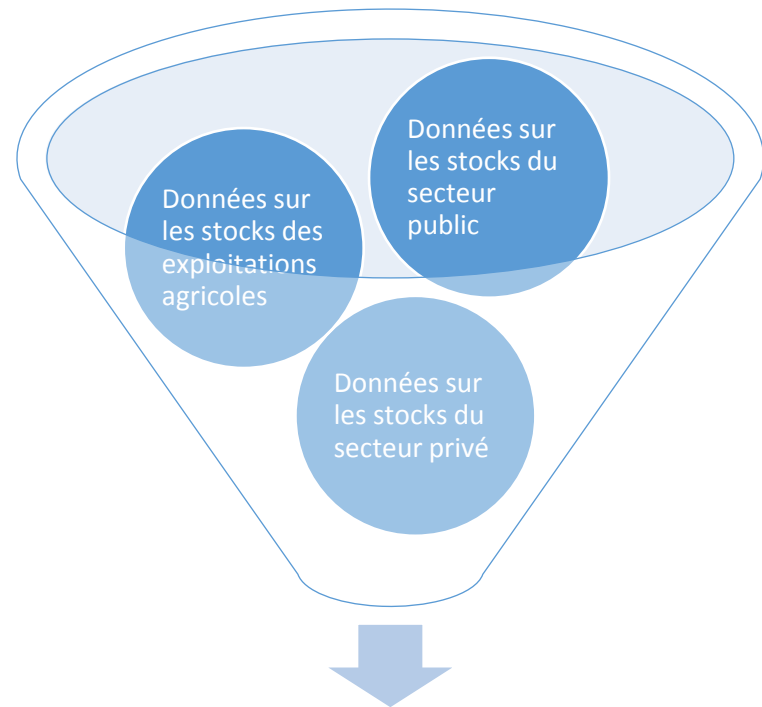 Données sur
les stocks du
secteur
public
Données sur
les stocks des
exploitations
agricoles
Données sur
les stocks du
secteur privé